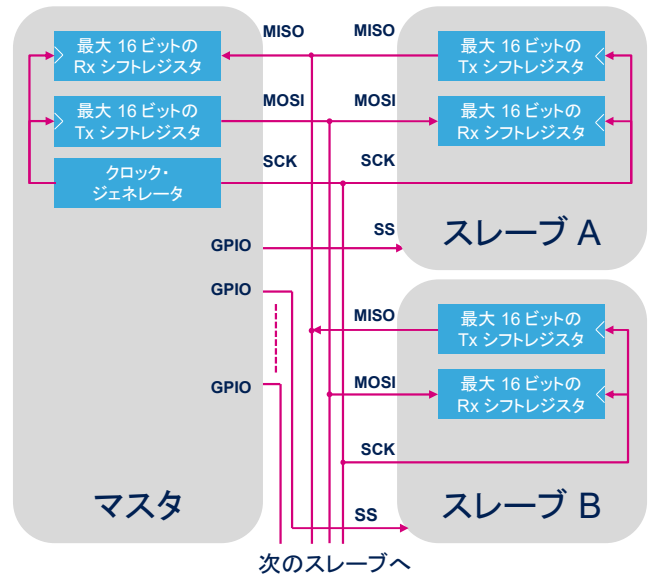 最大 16 ビットの
Rx シフトレジスタ
最大 16 ビットの
Tx シフトレジスタ
クロック・
ジェネレータ
マスタ
MISO
MOSI
SCK
GPIO
GPIO
GPIO
MISO
MOSI
SCK
SS
最大 16 ビットの
Tx シフトレジスタ
最大 16 ビットの
Rx シフトレジスタ
スレーブ A
MISO
MOSI
SCK
SS
最大 16 ビットの
Tx シフトレジスタ
最大 16 ビットの
Rx シフトレジスタ
スレーブ B
次のスレーブへ